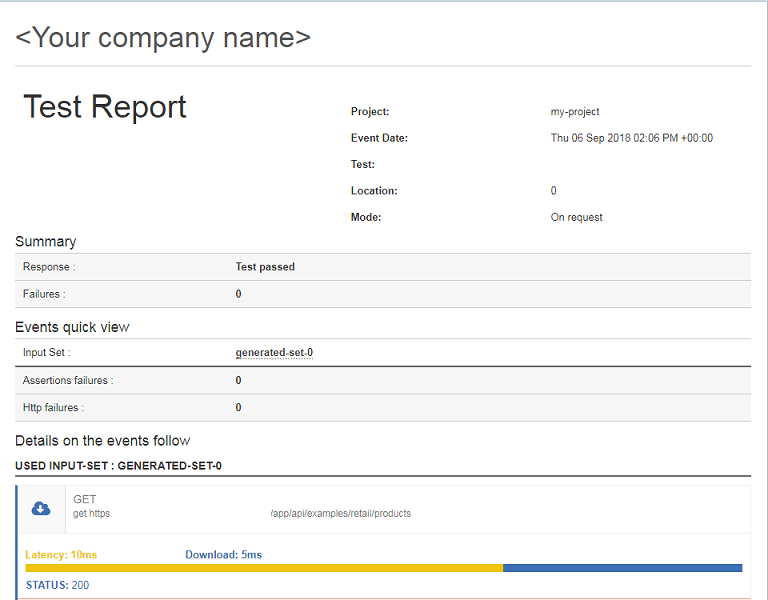 <Your company name>
Test Report
Project: my-project
Event Date: Thu 06 Sep 2018 02:06 PM +00:00
Test:
Location: 0
Mode: On request
Summary
Response : Test passed
Failures : 0
Events quick view
Input Set : generated-set-0
Assertions failures : 0
Http failures : 0
Details on the events follow
USED INPUT-SET : GENERATED-SET-0
GET
get https /app/api/examples/retail/products
Latency: 10ms Download: 5ms
STATUS: 200